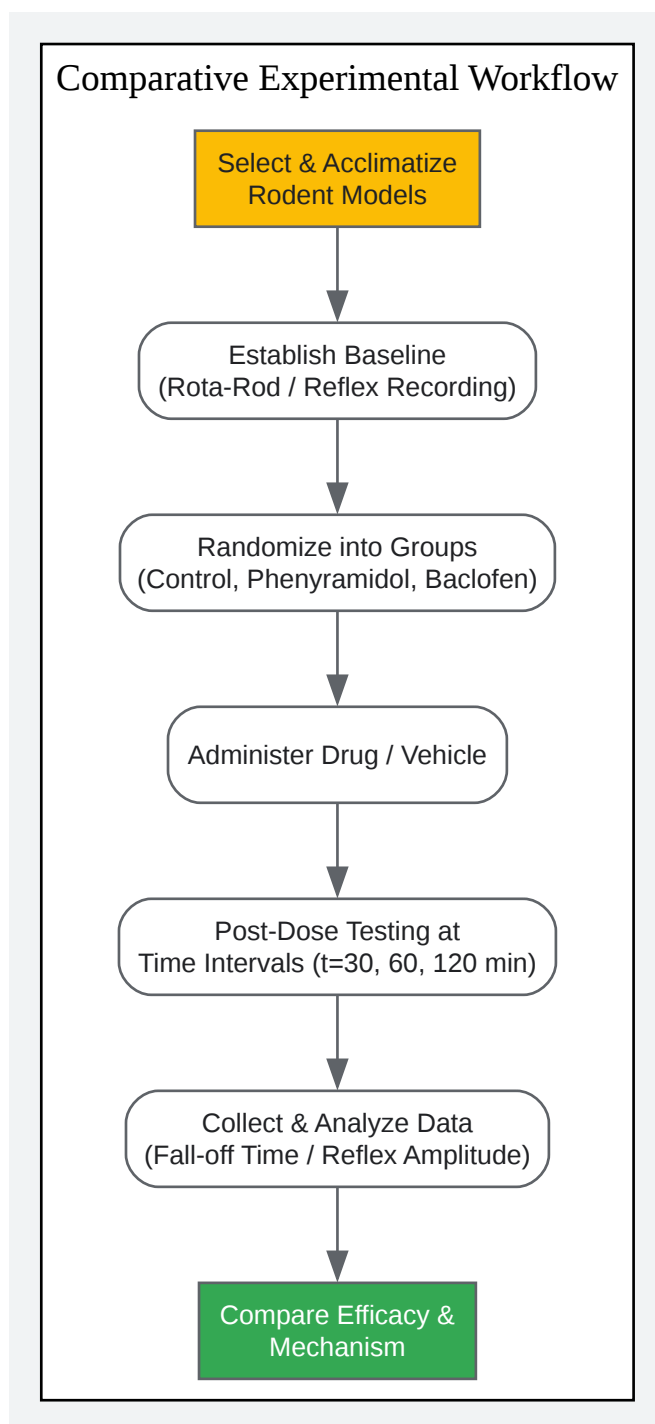 Comparative Experimental Workflow
Select & Acclimatize
Rodent Models
Establish Baseline
(Rota-Rod / Reflex Recording)
Randomize into Groups
(Control, Phenyramidol, Baclofen)
Administer Drug / Vehicle
Post-Dose Testing at
Time Intervals (t=30, 60, 120 min)
Collect & Analyze Data
(Fall-off Time / Reflex Amplitude)
Compare Efficacy &
Mechanism